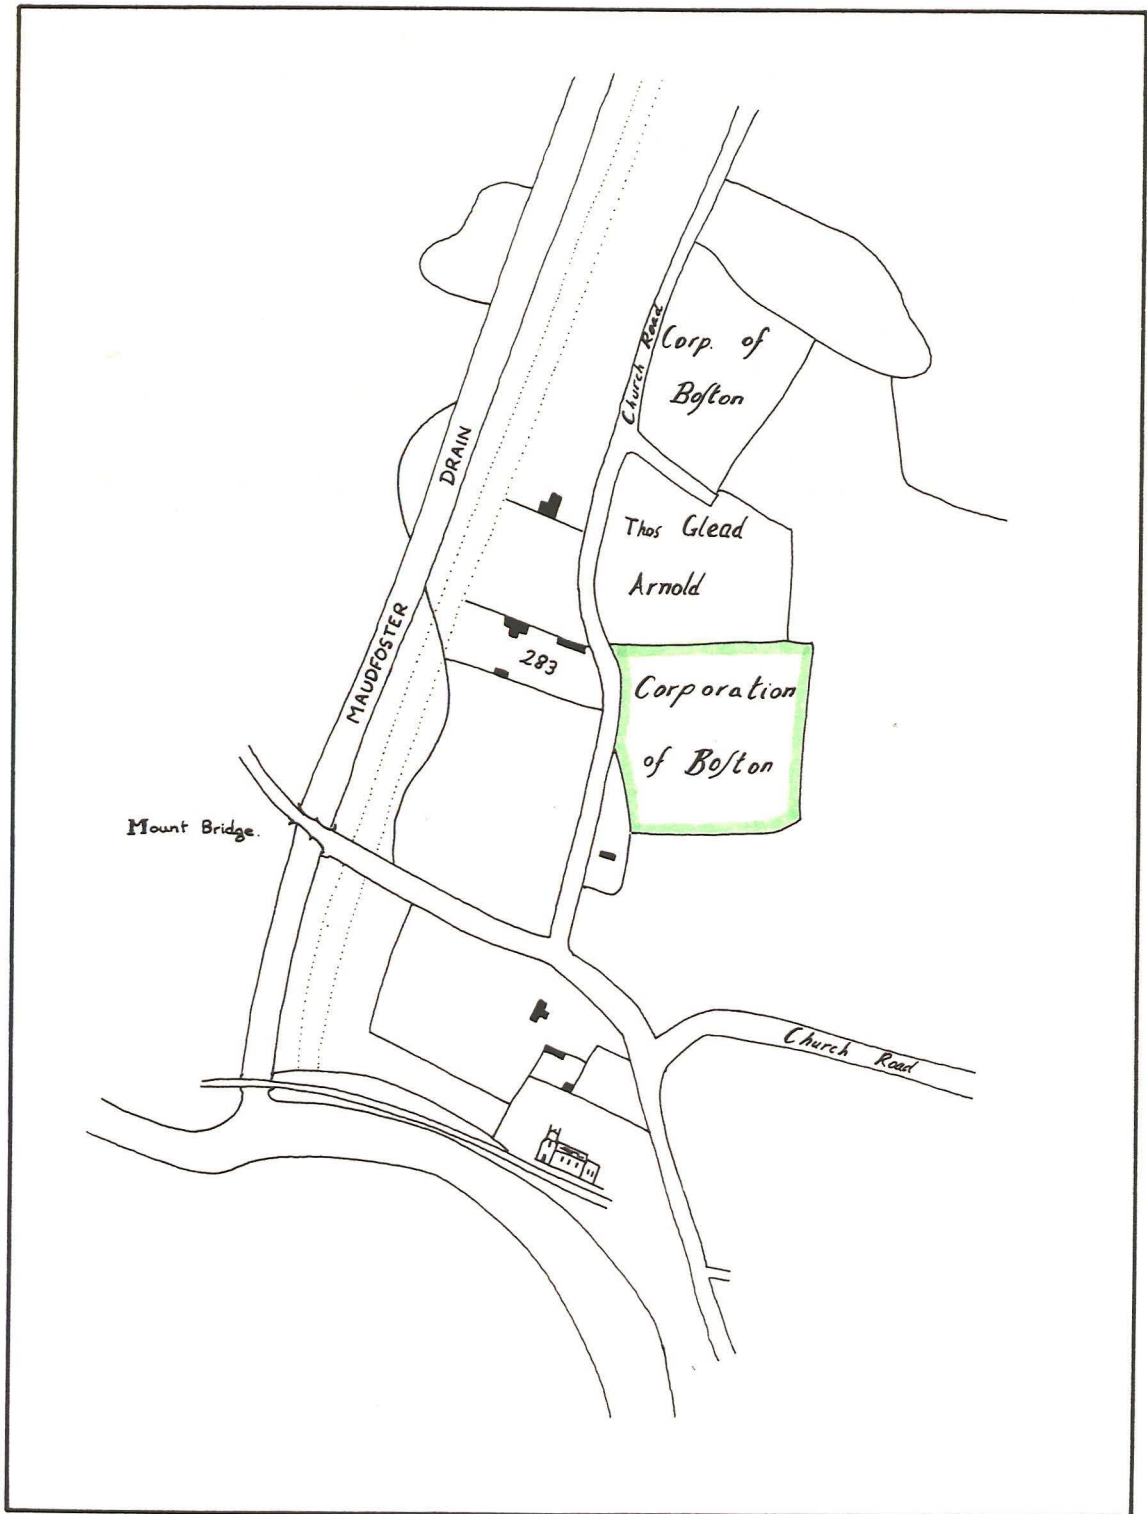 Church Road
Corp. of
Boſton
DRAIN
Thos Glead
Arnold
MAUDFOSTER
283
Corporation
of Boſton
Mount Bridge.
Church Road